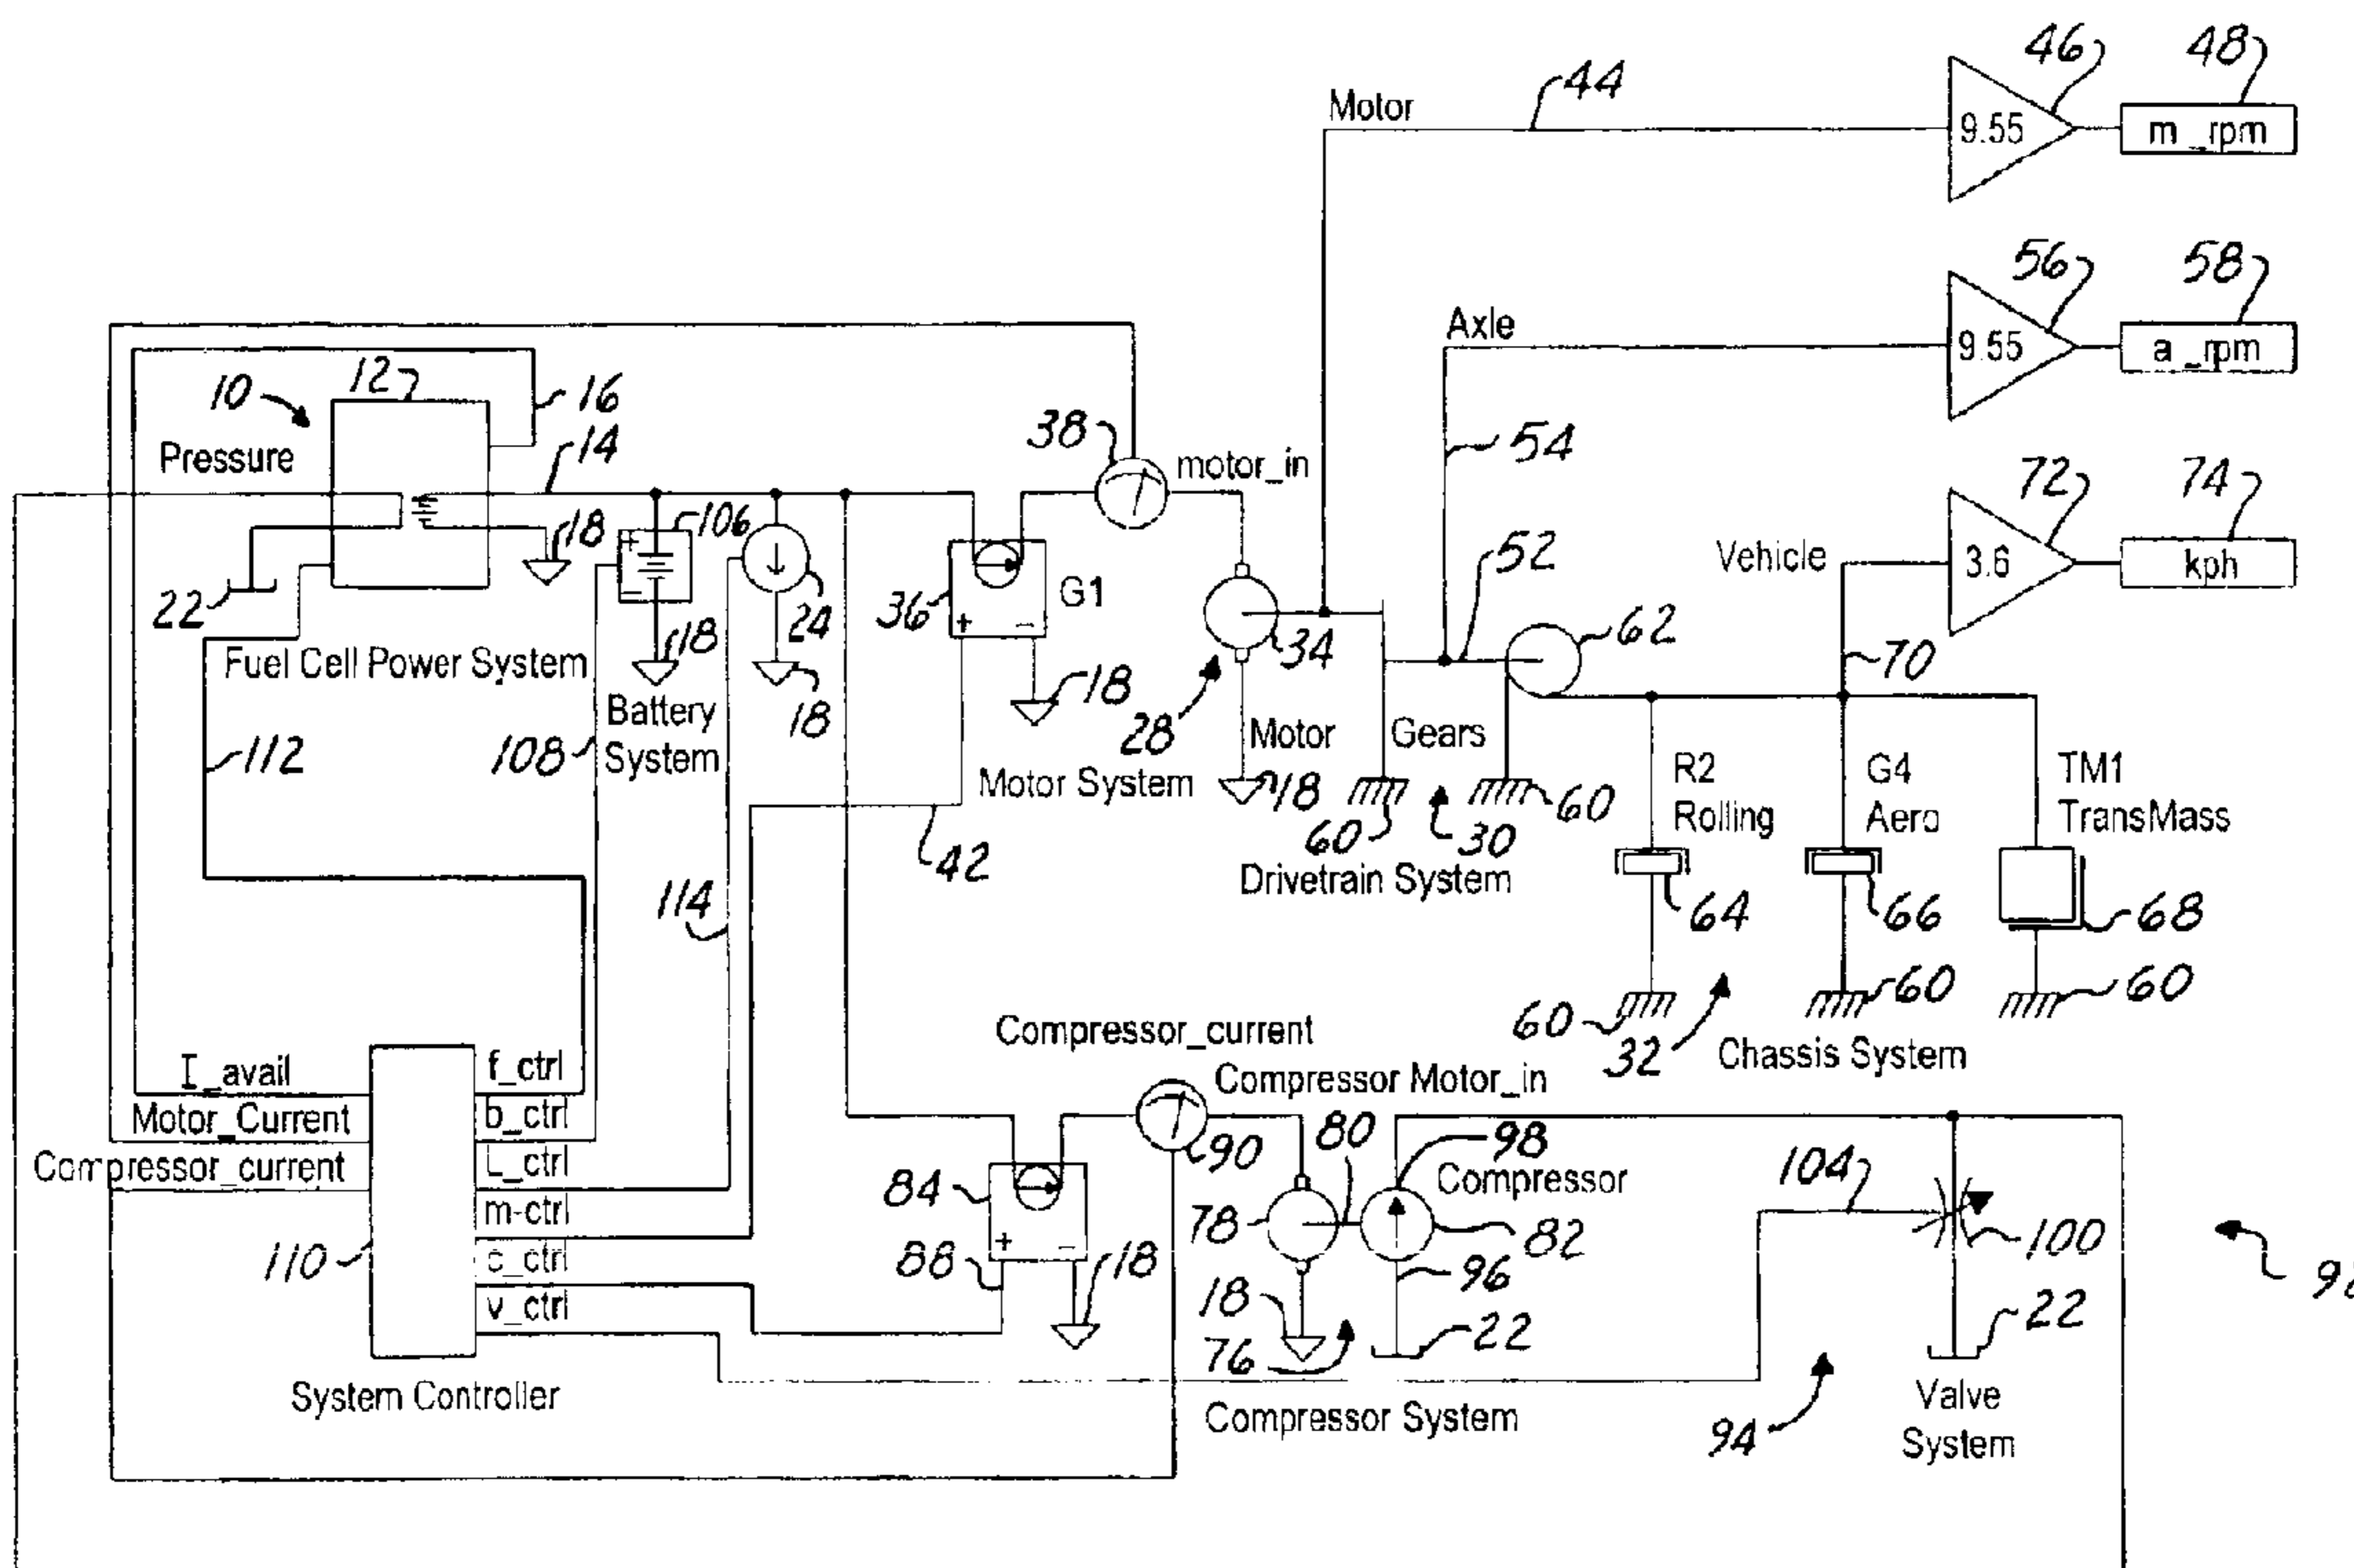 46
48
44
Motor
9.55
m_rpm
56
58
Axle
9.55
a_rpm
12
10
16
Pressure
14
38
motor_in
54
72
74
18
106
+
−
22
24
36
G1
+ −
52
Vehicle
3.6
kph
62
34
70
Fuel Cell Power System
18
18
18
28
Battery
System
108
112
Motor
Gears
Motor System
18
60
30
60
Drivetrain System
R2
Rolling
G4
Aero
TM1
TransMass
42
114
64
66
68
60
60
60
32
Chassis System
Compressor_current
Compressor Motor_in
I_avail
f_ctrl
Motor_Current
b_ctrl
Compressor_current
L_ctrl
m-ctrl
c_ctrl
v_ctrl
110
System Controller
90
80
98
Compressor
104
84
+ −
88
18
78
82
96
18
76
22
Compressor System
100
22
94
Valve
System